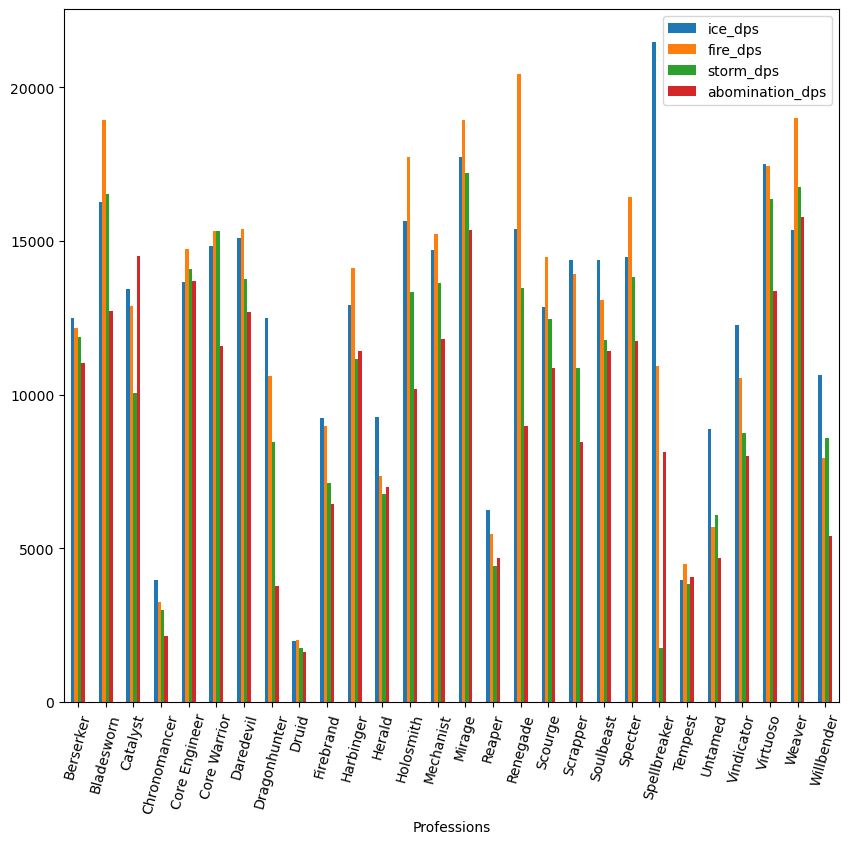 ice_dps
fire_dps
storm_dps
abomination_dps
20000
15000
10000
5000
0
Berserker
Bladesworn
Catalyst
Chronomancer
Core Engineer
Core Warrior
Daredevil
Dragonhunter
Druid
Firebrand
Harbinger
Herald
Holosmith
Mechanist
Mirage
Reaper
Renegade
Scourge
Scrapper
Soulbeast
Specter
Spellbreaker
Tempest
Untamed
Vindicator
Virtuoso
Weaver
Willbender
Professions